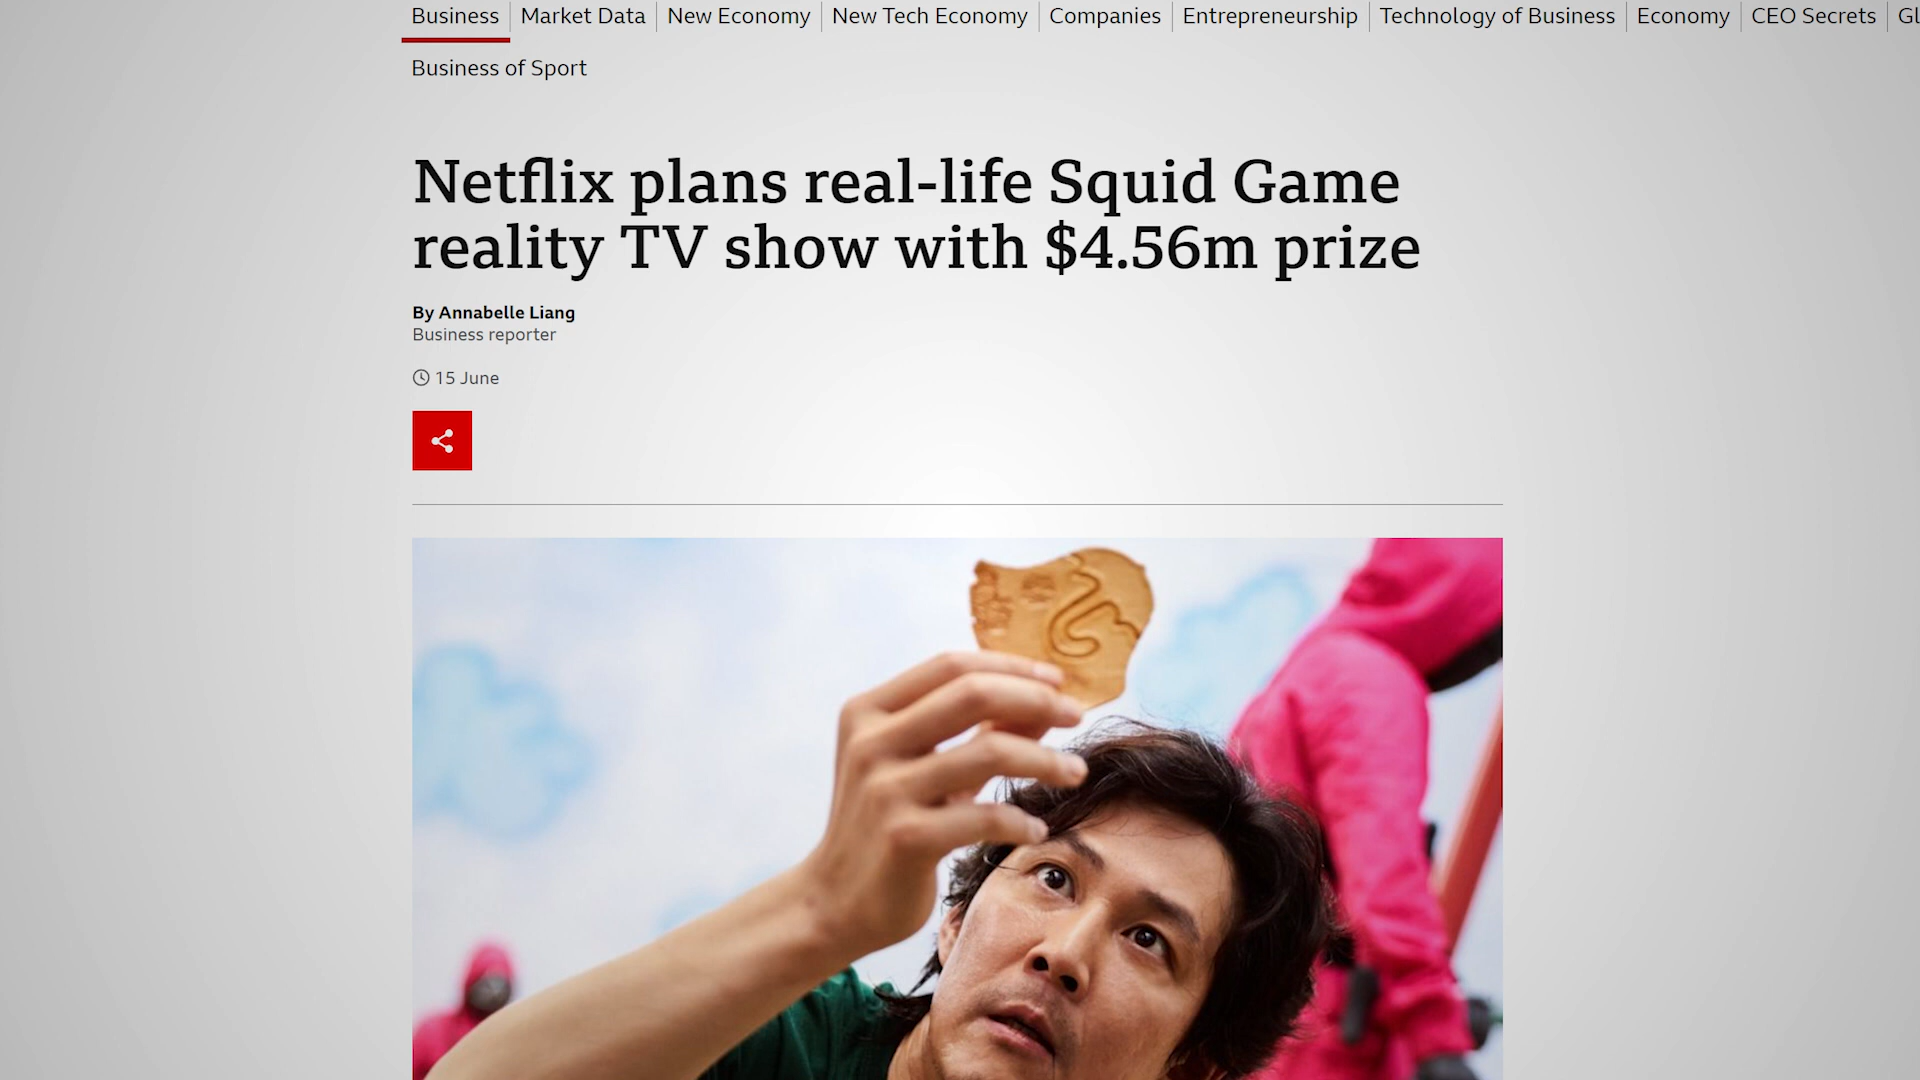 Business
Market Data
New Economy
New Tech Economy
Companies
Entrepreneurship
Technology of Business
Economy
CEO Secrets
Gl
Business of Sport
Netflix plans real-life Squid Game
reality TV show with $4.56m prize
By Annabelle Liang
Business reporter
15 June